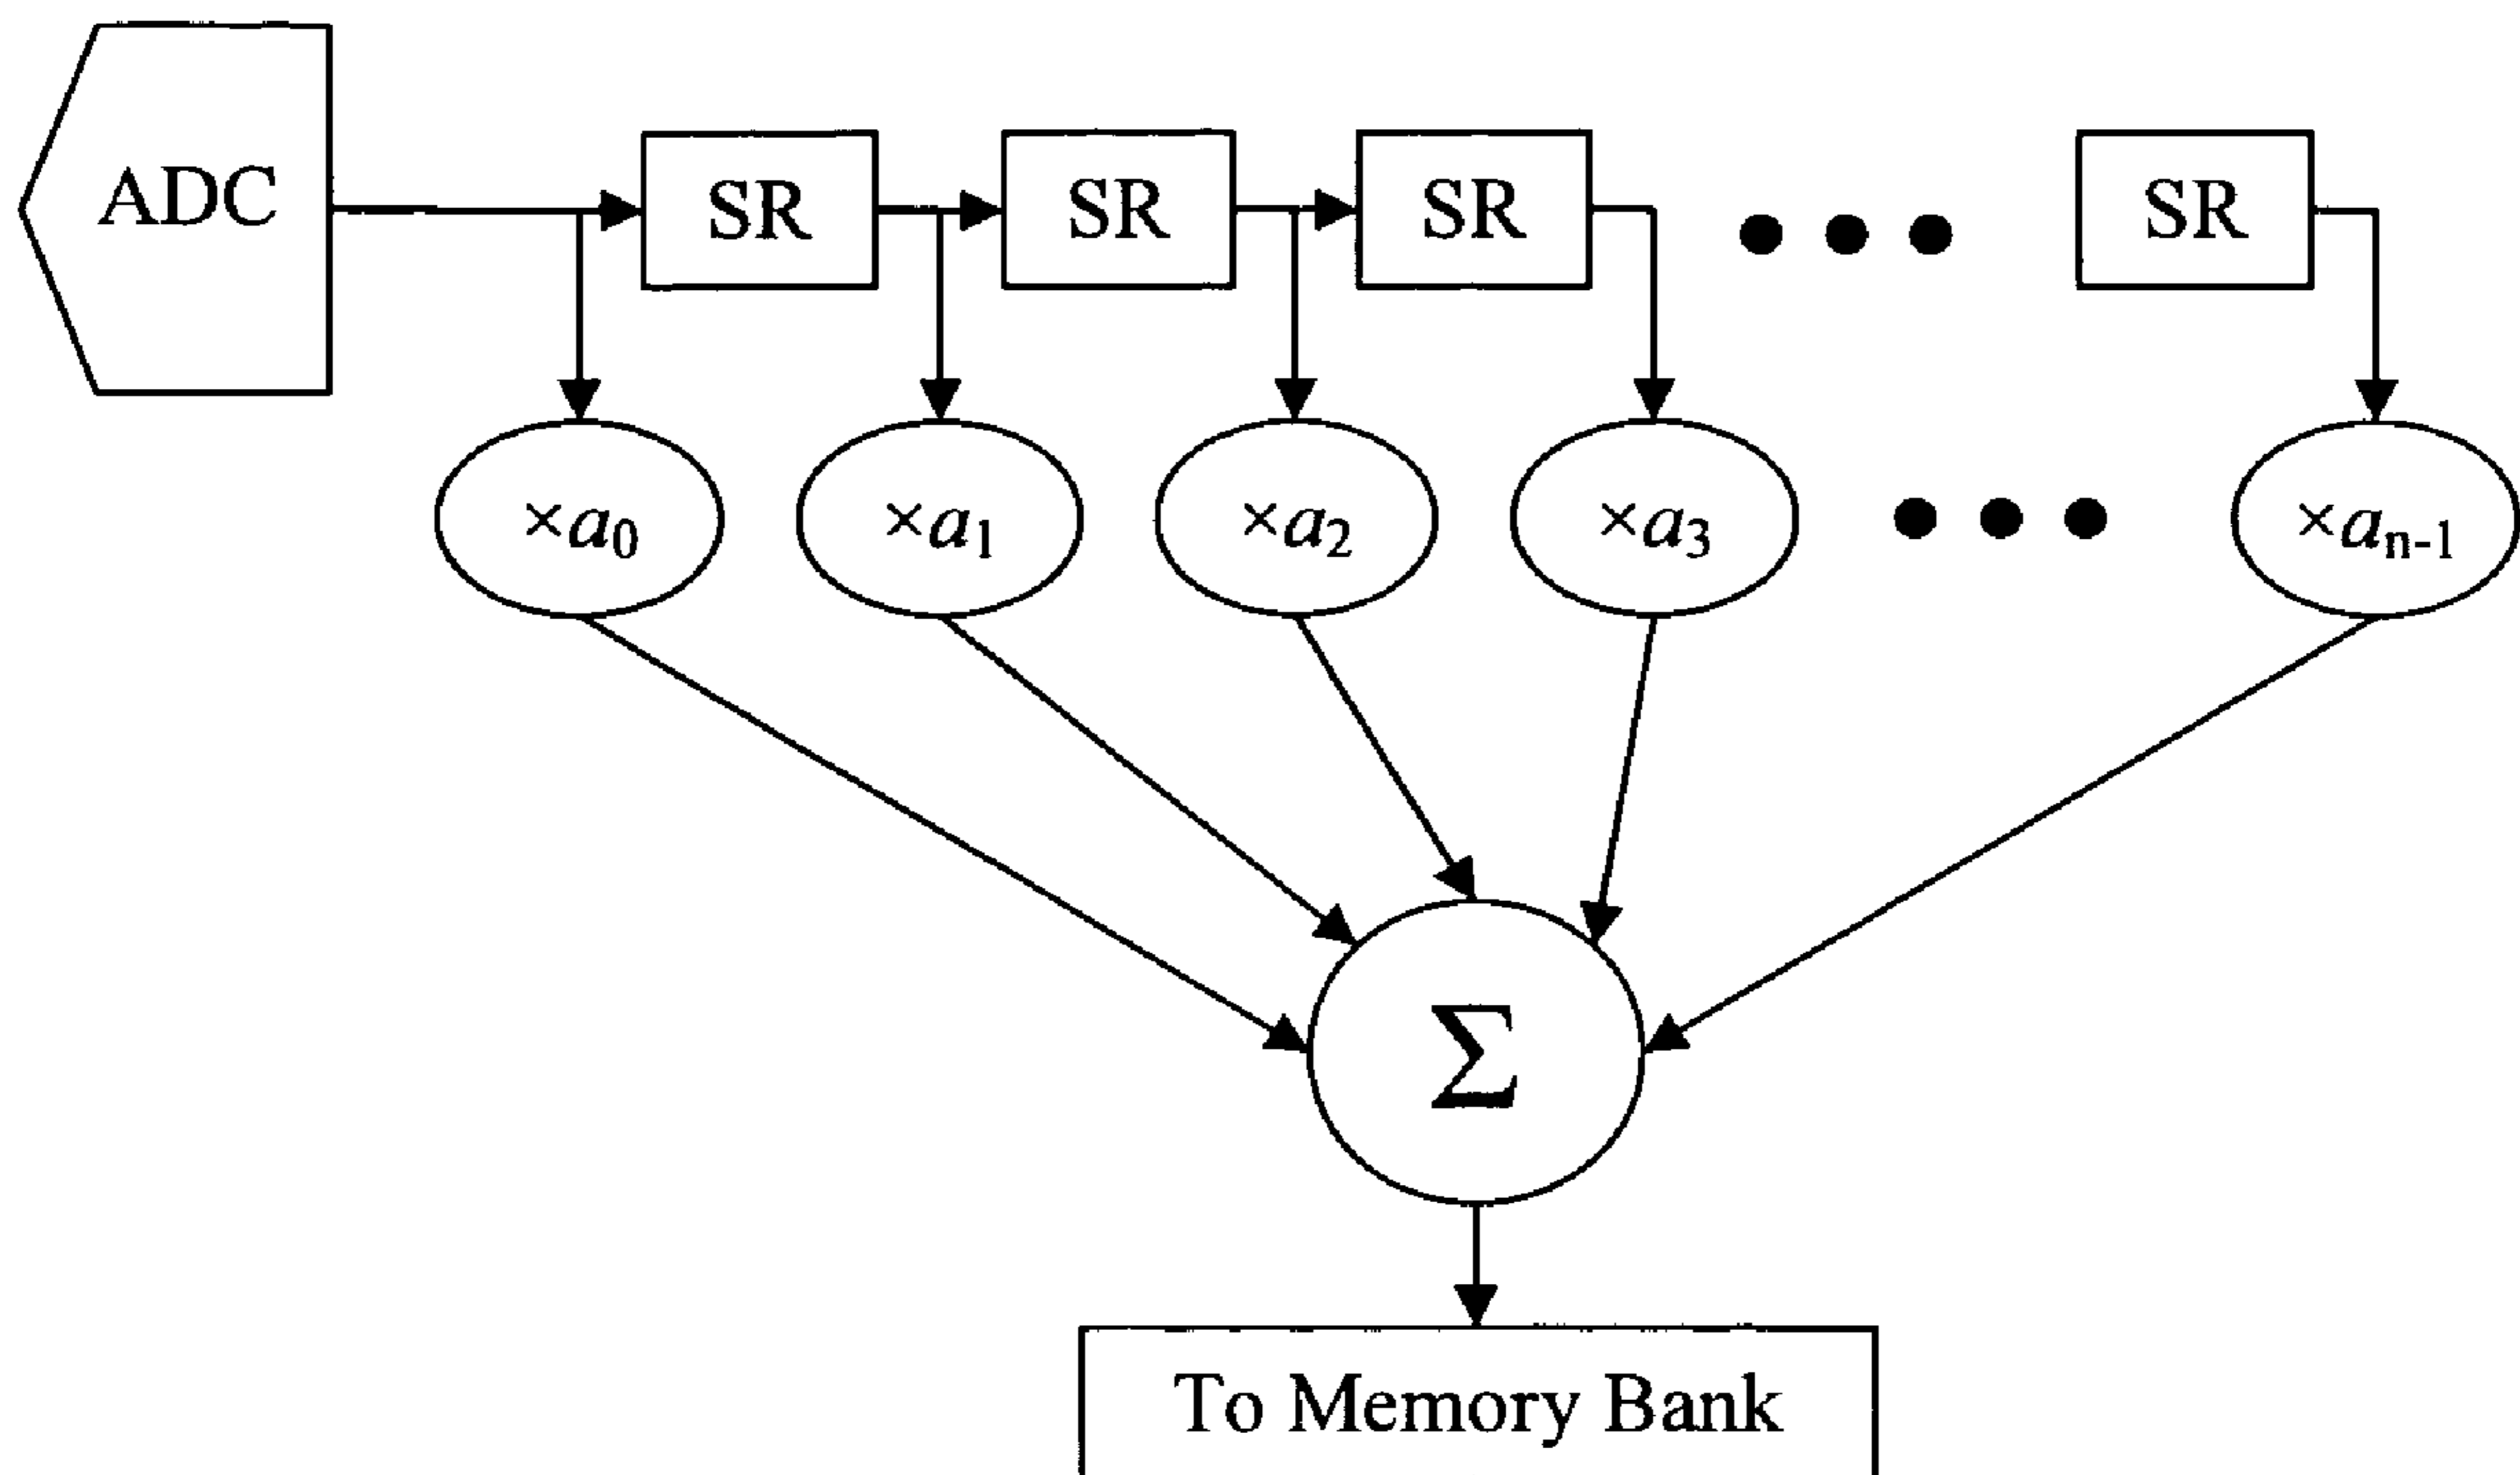 ADC
SR
SR
SR
SR
×a₀
×a₁
×a₂
×a₃
×aₙ₋₁
Σ
To Memory Bank